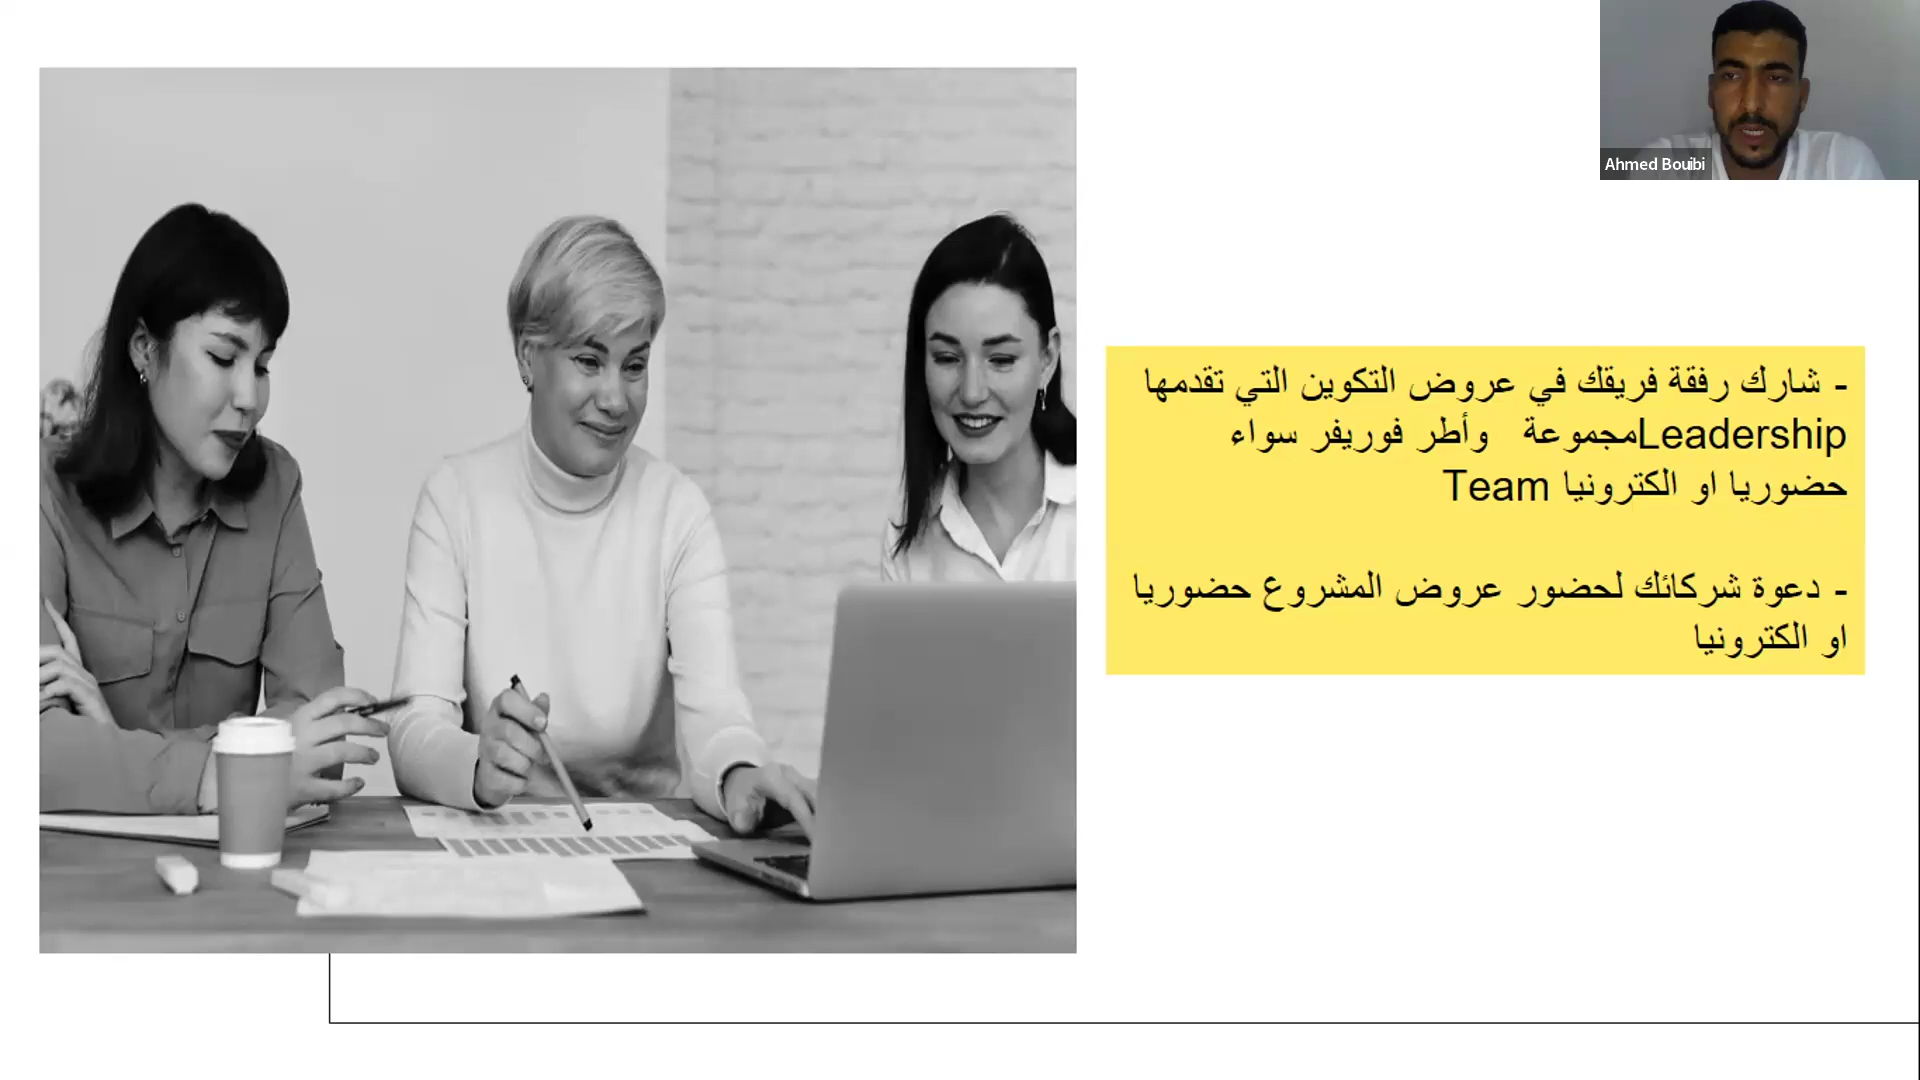 Ahmed Bouibi
- شارك رفقة فريقك في عروض التكوين التي تقدمها
Leadershipمجموعة وأطر فوريفر سواء
حضوريا او الكترونيا Team
- دعوة شركائك لحضور عروض المشروع حضوريا
او الكترونيا